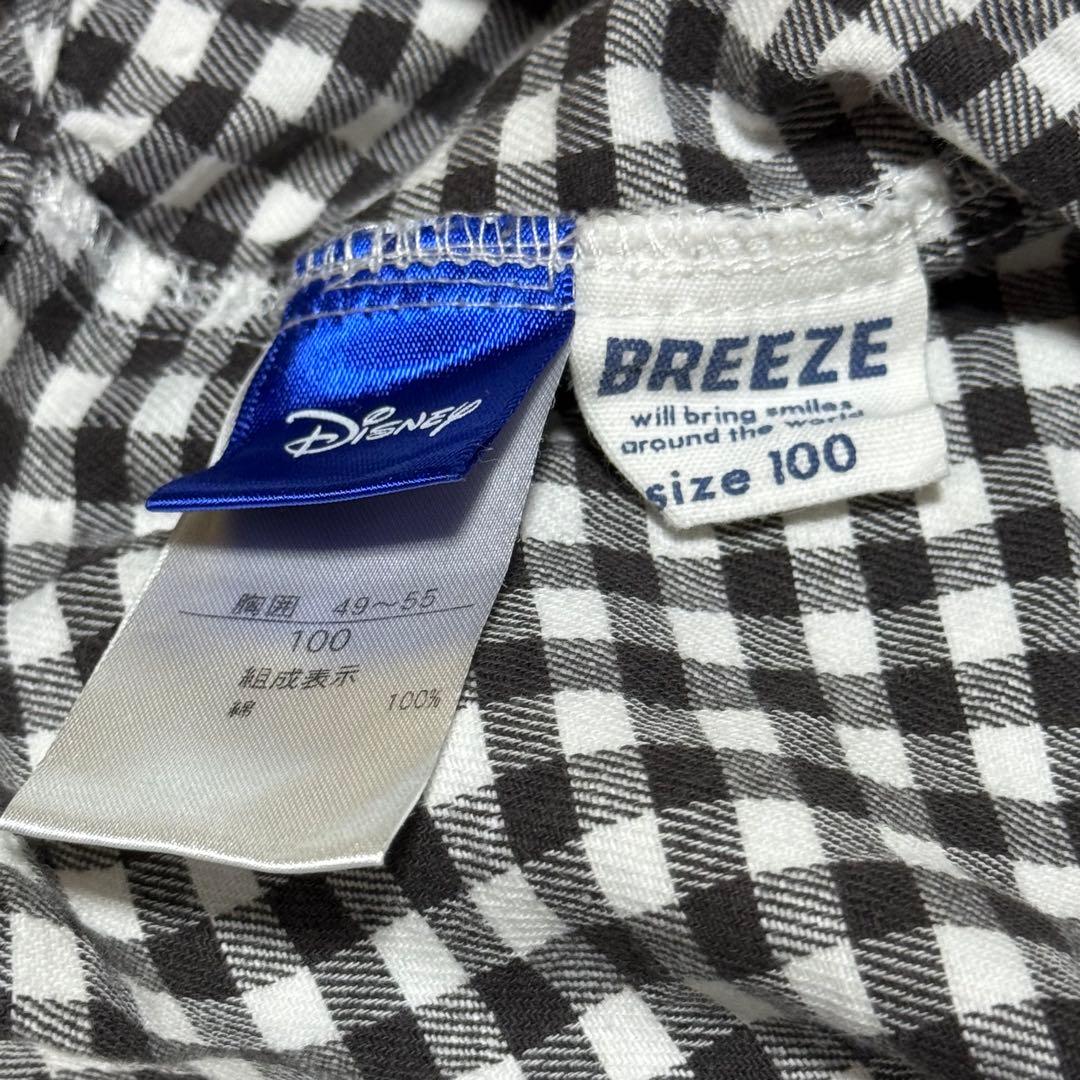 Disney
BREEZE
will bring smiles
around the world
size 100
胸囲 49～55
100
組成表示
綿 100%